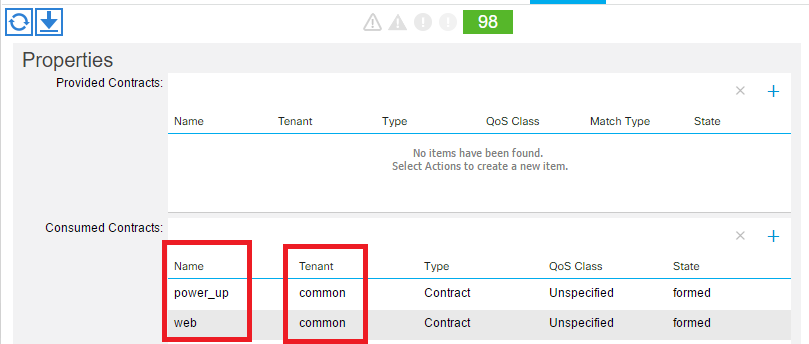 98
Properties
Provided Contracts:
Name Tenant Type QoS Class Match Type State
No items have been found.
Select Actions to create a new item.
Consumed Contracts:
Name Tenant Type QoS Class State
power_up common Contract Unspecified formed
web common Contract Unspecified formed